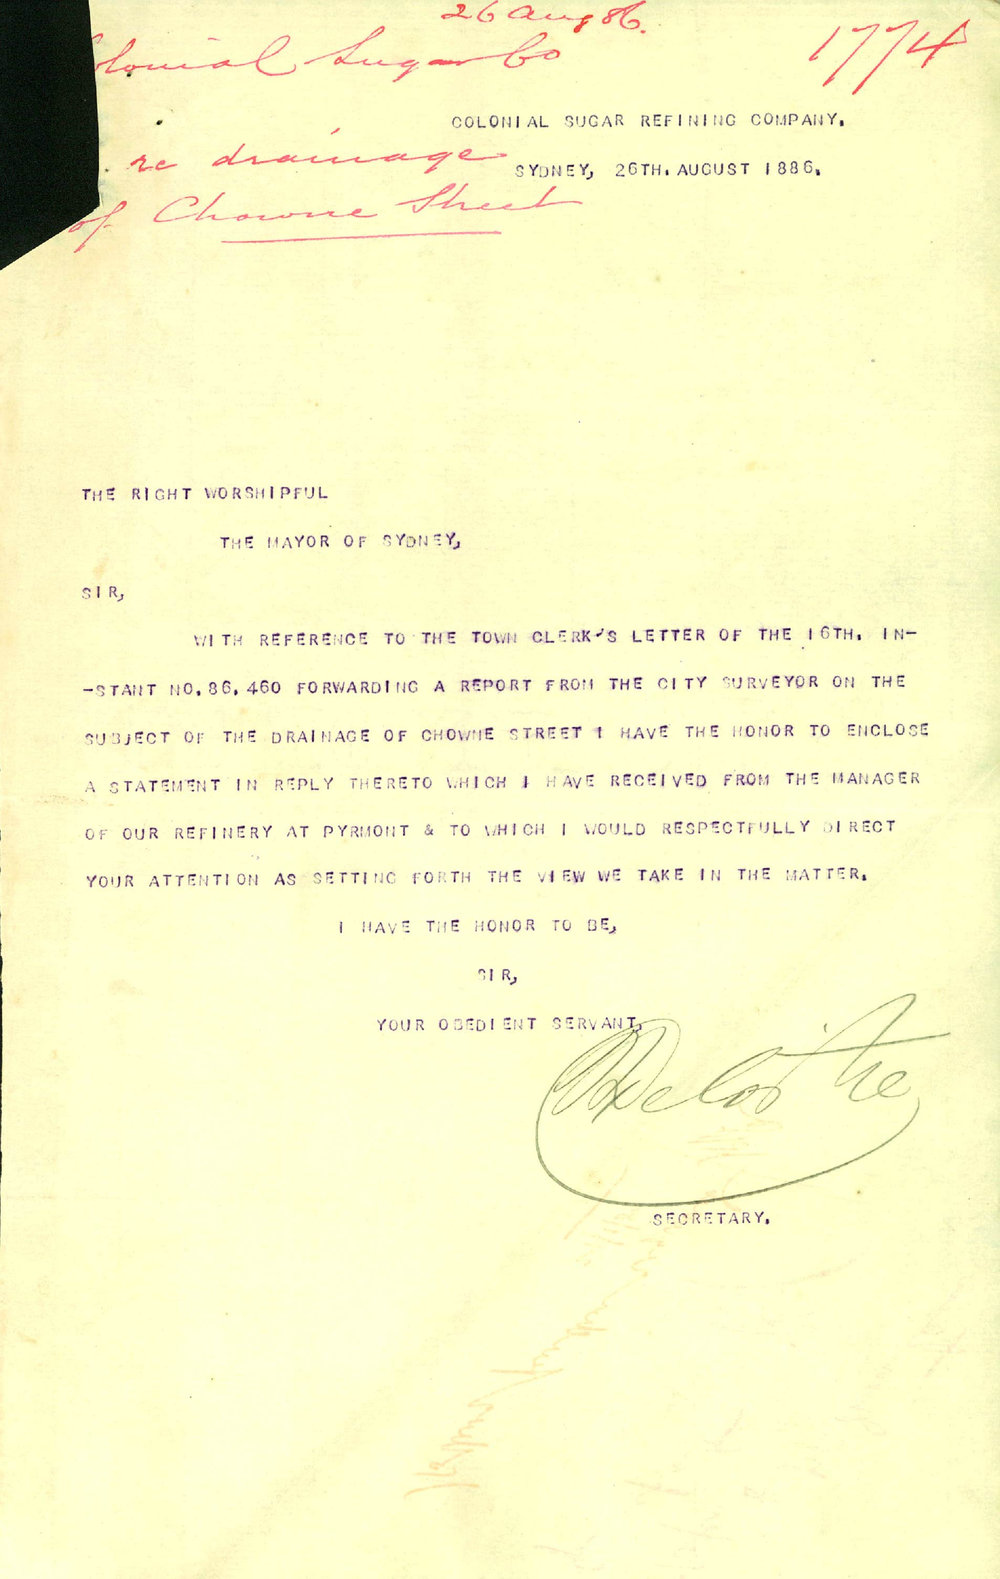 26 Aug 86.
1774
olonial Sugar Co
re drainage
of Chowne Street
COLONIAL SUGAR REFINING COMPANY.
SYDNEY, 26TH. AUGUST 1886.
THE RIGHT WORSHIPFUL
THE MAYOR OF SYDNEY,
SIR,
WITH REFERENCE TO THE TOWN CLERK'S LETTER OF THE 16TH. IN-
-STANT NO. 86.460 FORWARDING A REPORT FROM THE CITY SURVEYOR ON THE
SUBJECT OF THE DRAINAGE OF CHOWNE STREET I HAVE THE HONOR TO ENCLOSE
A STATEMENT IN REPLY THERETO WHICH I HAVE RECEIVED FROM THE MANAGER
OF OUR REFINERY AT PYRMONT & TO WHICH I WOULD RESPECTFULLY DIRECT
YOUR ATTENTION AS SETTING FORTH THE VIEW WE TAKE IN THE MATTER.
I HAVE THE HONOR TO BE,
SIR,
YOUR OBEDIENT SERVANT,
Deloitte
SECRETARY.